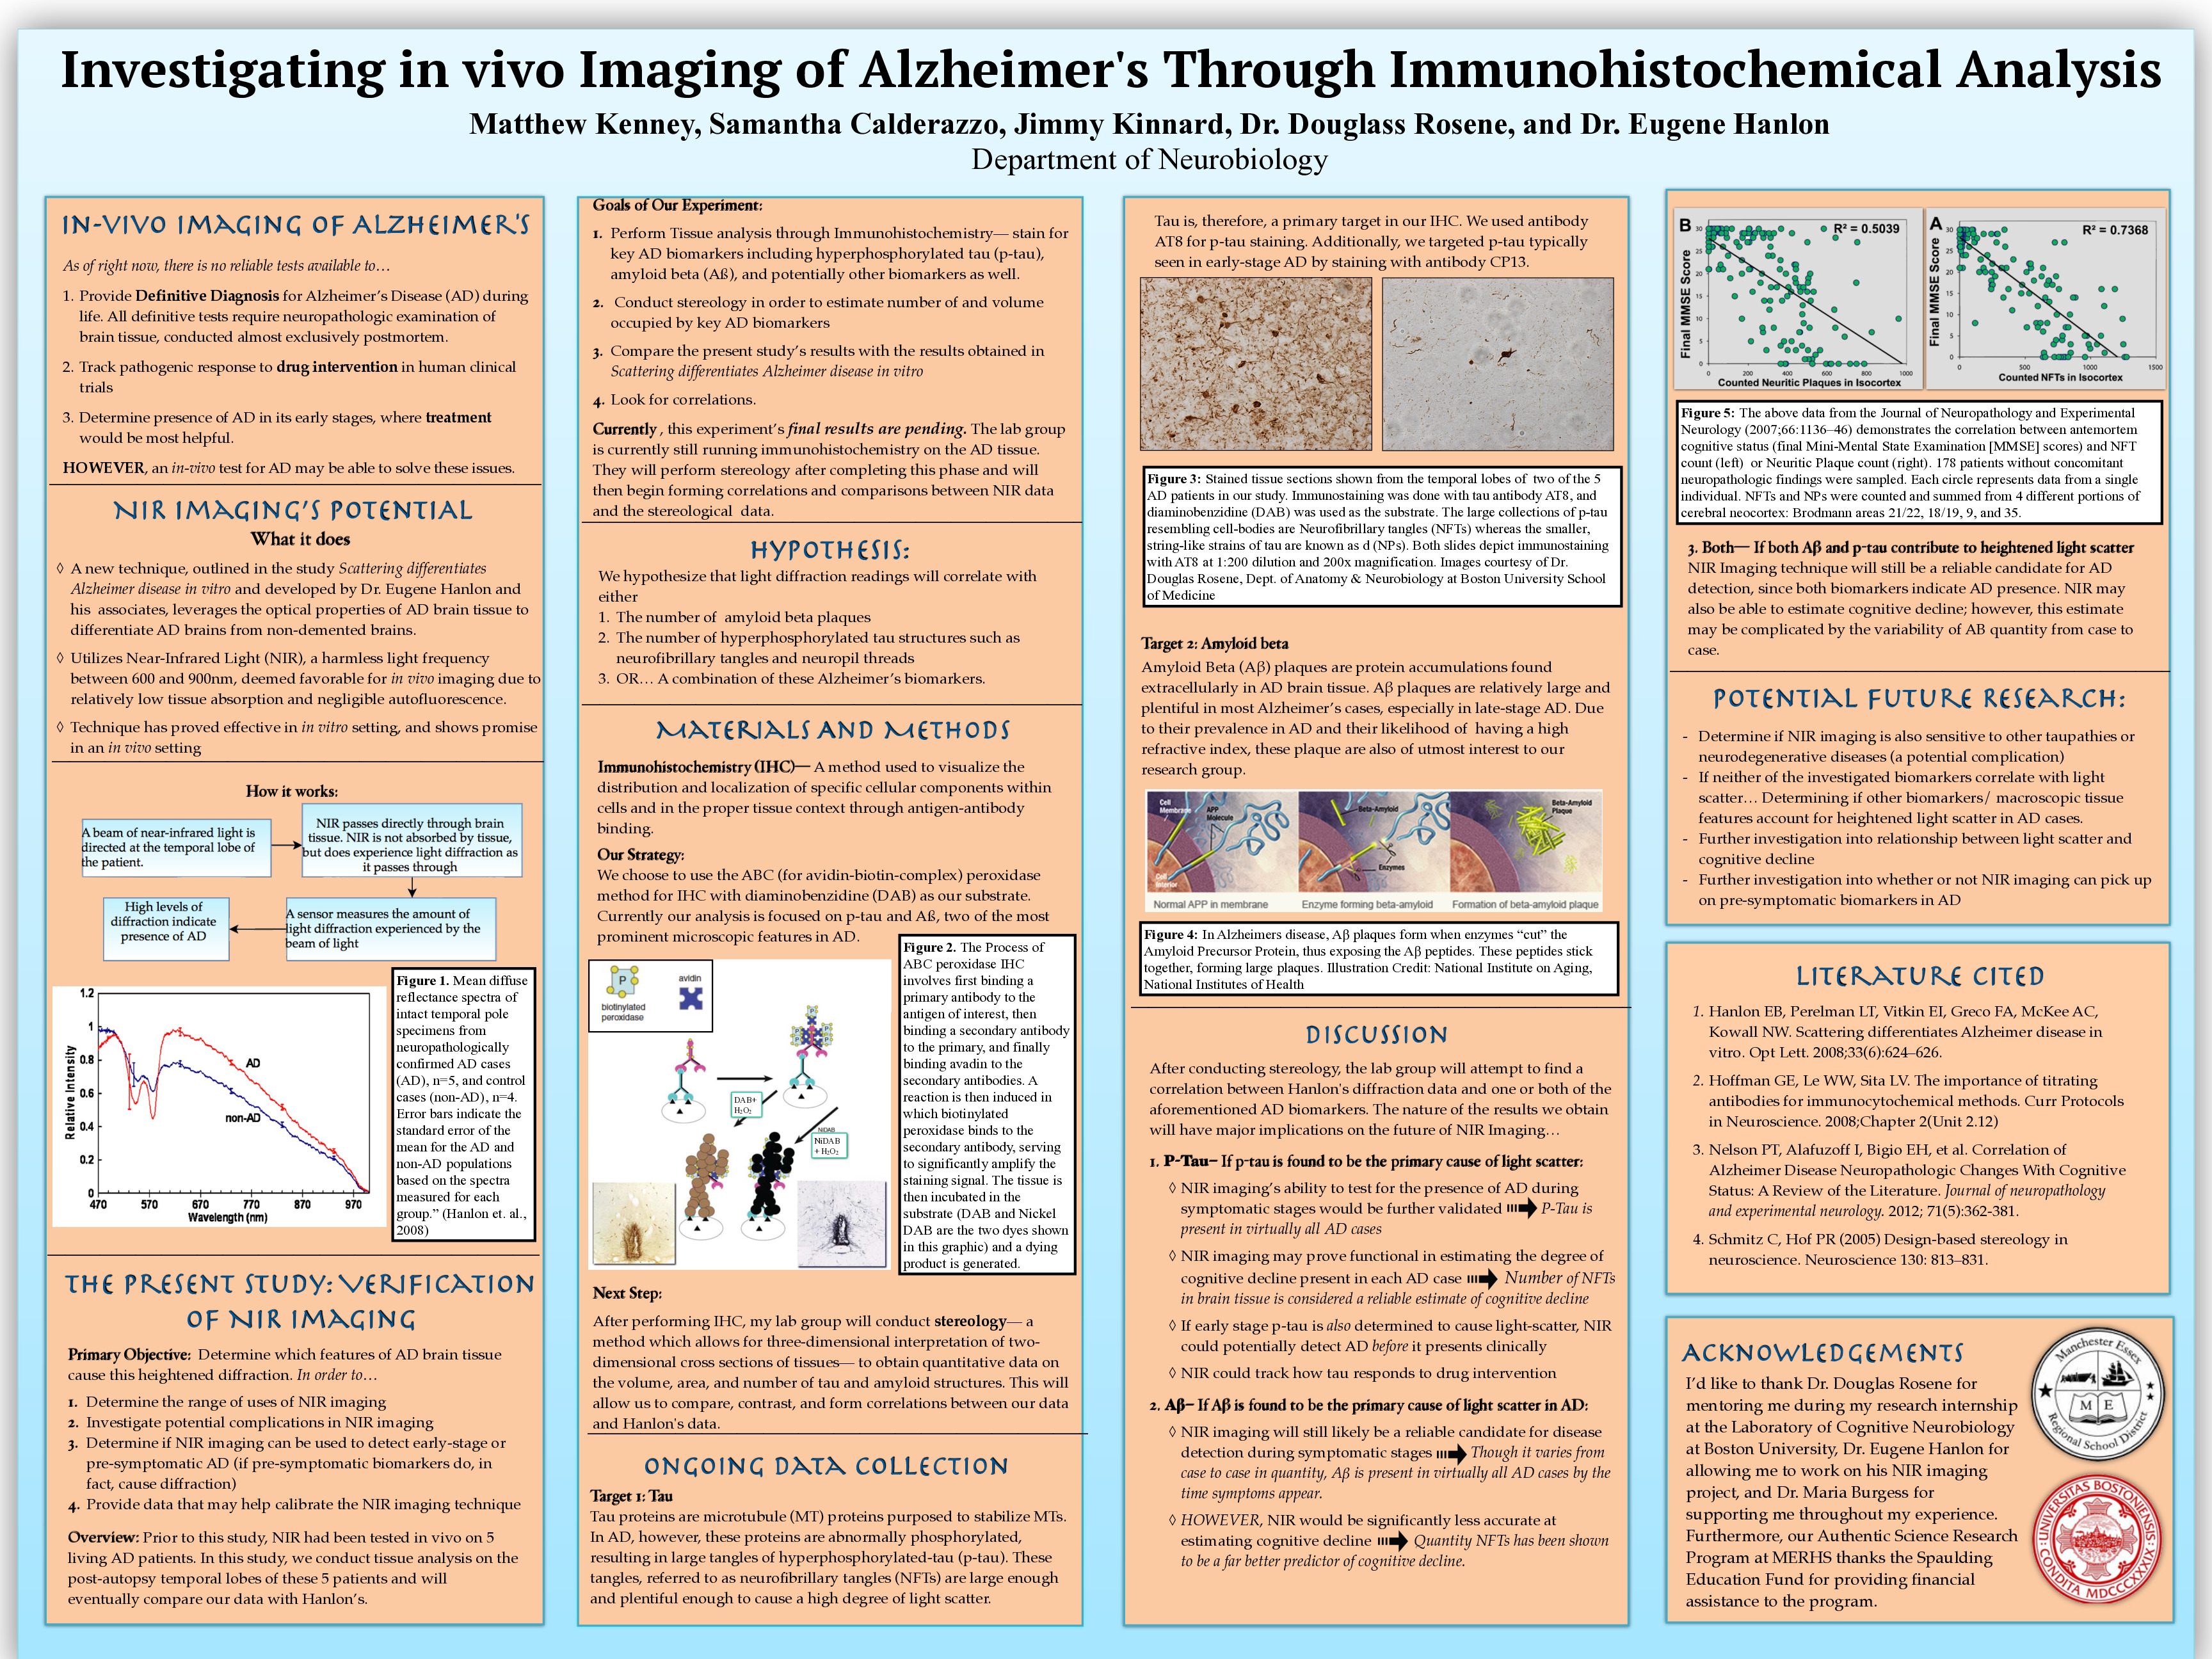 Investigating in vivo Imaging of Alzheimer's Through Immunohistochemical Analysis
Matthew Kenney, Samantha Calderazzo, Jimmy Kinnard, Dr. Douglass Rosene, and Dr. Eugene Hanlon
Department of Neurobiology
IN-VIVO IMAGING OF ALZHEIMER'S
As of right now, there is no reliable tests available to…
1. Provide Definitive Diagnosis for Alzheimer's Disease (AD) during
life. All definitive tests require neuropathologic examination of
brain tissue, conducted almost exclusively postmortem.
2. Track pathogenic response to drug intervention in human clinical
trials
3. Determine presence of AD in its early stages, where treatment
would be most helpful.
HOWEVER, an in-vivo test for AD may be able to solve these issues.
NIR IMAGING'S POTENTIAL
What it does
◊ A new technique, outlined in the study Scattering differentiates
Alzheimer disease in vitro and developed by Dr. Eugene Hanlon and
his associates, leverages the optical properties of AD brain tissue to
differentiate AD brains from non-demented brains.
◊ Utilizes Near-Infrared Light (NIR), a harmless light frequency
between 600 and 900nm, deemed favorable for in vivo imaging due to
relatively low tissue absorption and negligible autofluorescence.
◊ Technique has proved effective in in vitro setting, and shows promise
in an in vivo setting
How it works:
A beam of near-infrared light is
directed at the temporal lobe of
the patient.
NIR passes directly through brain
tissue. NIR is not absorbed by tissue,
but does experience light diffraction as
it passes through
High levels of
diffraction indicate
presence of AD
A sensor measures the amount of
light diffraction experienced by the
beam of light
1.2
1
0.8
0.6
0.4
0.2
0
Relative Intensity
AD
non-AD
470 570 670 770 870 970
Wavelength (nm)
Figure 1. Mean diffuse
reflectance spectra of
intact temporal pole
specimens from
neuropathologically
confirmed AD cases
(AD), n=5, and control
cases (non-AD), n=4.
Error bars indicate the
standard error of the
mean for the AD and
non-AD populations
based on the spectra
measured for each
group." (Hanlon et. al.,
2008)
THE PRESENT STUDY: VERIFICATION
OF NIR IMAGING
Primary Objective: Determine which features of AD brain tissue
cause this heightened diffraction. In order to…
1. Determine the range of uses of NIR imaging
2. Investigate potential complications in NIR imaging
3. Determine if NIR imaging can be used to detect early-stage or
pre-symptomatic AD (if pre-symptomatic biomarkers do, in
fact, cause diffraction)
4. Provide data that may help calibrate the NIR imaging technique
Overview: Prior to this study, NIR had been tested in vivo on 5
living AD patients. In this study, we conduct tissue analysis on the
post-autopsy temporal lobes of these 5 patients and will
eventually compare our data with Hanlon's.
Goals of Our Experiment:
1. Perform Tissue analysis through Immunohistochemistry— stain for
key AD biomarkers including hyperphosphorylated tau (p-tau),
amyloid beta (Aß), and potentially other biomarkers as well.
2. Conduct stereology in order to estimate number of and volume
occupied by key AD biomarkers
3. Compare the present study's results with the results obtained in
Scattering differentiates Alzheimer disease in vitro
4. Look for correlations.
Currently , this experiment's final results are pending. The lab group
is currently still running immunohistochemistry on the AD tissue.
They will perform stereology after completing this phase and will
then begin forming correlations and comparisons between NIR data
and the stereological data.
HYPOTHESIS:
We hypothesize that light diffraction readings will correlate with
either
1. The number of amyloid beta plaques
2. The number of hyperphosphorylated tau structures such as
neurofibrillary tangles and neuropil threads
3. OR… A combination of these Alzheimer's biomarkers.
MATERIALS AND METHODS
Immunohistochemistry (IHC)— A method used to visualize the
distribution and localization of specific cellular components within
cells and in the proper tissue context through antigen-antibody
binding.
Our Strategy:
We choose to use the ABC (for avidin-biotin-complex) peroxidase
method for IHC with diaminobenzidine (DAB) as our substrate.
Currently our analysis is focused on p-tau and Aß, two of the most
prominent microscopic features in AD.
P
biotinylated
peroxidase
avidin
DAB+
H₂O₂
NiDAB
NiDAB
+ H₂O₂
Figure 2. The Process of
ABC peroxidase IHC
involves first binding a
primary antibody to the
antigen of interest, then
binding a secondary antibody
to the primary, and finally
binding avadin to the
secondary antibodies. A
reaction is then induced in
which biotinylated
peroxidase binds to the
secondary antibody, serving
to significantly amplify the
staining signal. The tissue is
then incubated in the
substrate (DAB and Nickel
DAB are the two dyes shown
in this graphic) and a dying
product is generated.
Next Step:
After performing IHC, my lab group will conduct stereology— a
method which allows for three-dimensional interpretation of two-
dimensional cross sections of tissues— to obtain quantitative data on
the volume, area, and number of tau and amyloid structures. This will
allow us to compare, contrast, and form correlations between our data
and Hanlon's data.
ONGOING DATA COLLECTION
Target 1: Tau
Tau proteins are microtubule (MT) proteins purposed to stabilize MTs.
In AD, however, these proteins are abnormally phosphorylated,
resulting in large tangles of hyperphosphorylated-tau (p-tau). These
tangles, referred to as neurofibrillary tangles (NFTs) are large enough
and plentiful enough to cause a high degree of light scatter.
Tau is, therefore, a primary target in our IHC. We used antibody
AT8 for p-tau staining. Additionally, we targeted p-tau typically
seen in early-stage AD by staining with antibody CP13.
Figure 3: Stained tissue sections shown from the temporal lobes of two of the 5
AD patients in our study. Immunostaining was done with tau antibody AT8, and
diaminobenzidine (DAB) was used as the substrate. The large collections of p-tau
resembling cell-bodies are Neurofibrillary tangles (NFTs) whereas the smaller,
string-like strains of tau are known as d (NPs). Both slides depict immunostaining
with AT8 at 1:200 dilution and 200x magnification. Images courtesy of Dr.
Douglas Rosene, Dept. of Anatomy & Neurobiology at Boston University School
of Medicine
Target 2: Amyloid beta
Amyloid Beta (Aβ) plaques are protein accumulations found
extracellularly in AD brain tissue. Aβ plaques are relatively large and
plentiful in most Alzheimer's cases, especially in late-stage AD. Due
to their prevalence in AD and their likelihood of having a high
refractive index, these plaque are also of utmost interest to our
research group.
Cell
Membrane
APP
Molecule
Cell
Interior
Beta-Amyloid
Enzymes
Beta-Amyloid
Plaque
Normal APP in membrane
Enzyme forming beta-amyloid
Formation of beta-amyloid plaque
Figure 4: In Alzheimers disease, Aβ plaques form when enzymes "cut" the
Amyloid Precursor Protein, thus exposing the Aβ peptides. These peptides stick
together, forming large plaques. Illustration Credit: National Institute on Aging,
National Institutes of Health
DISCUSSION
After conducting stereology, the lab group will attempt to find a
correlation between Hanlon's diffraction data and one or both of the
aforementioned AD biomarkers. The nature of the results we obtain
will have major implications on the future of NIR Imaging…
1. P-Tau– If p-tau is found to be the primary cause of light scatter:
◊ NIR imaging's ability to test for the presence of AD during
symptomatic stages would be further validated P-Tau is
present in virtually all AD cases
◊ NIR imaging may prove functional in estimating the degree of
cognitive decline present in each AD case Number of NFTs
in brain tissue is considered a reliable estimate of cognitive decline
◊ If early stage p-tau is also determined to cause light-scatter, NIR
could potentially detect AD before it presents clinically
◊ NIR could track how tau responds to drug intervention
2. Aβ– If Aβ is found to be the primary cause of light scatter in AD:
◊ NIR imaging will still likely be a reliable candidate for disease
detection during symptomatic stages Though it varies from
case to case in quantity, Aβ is present in virtually all AD cases by the
time symptoms appear.
◊ HOWEVER, NIR would be significantly less accurate at
estimating cognitive decline Quantity NFTs has been shown
to be a far better predictor of cognitive decline.
B
R² = 0.5039
Final MMSE Score
30
25
20
15
10
5
0
0 200 400 600 800 1000
Counted Neuritic Plaques in Isocortex
A
R² = 0.7368
Final MMSE Score
30
25
20
15
10
5
0
0 500 1000 1500
Counted NFTs in Isocortex
Figure 5: The above data from the Journal of Neuropathology and Experimental
Neurology (2007;66:1136–46) demonstrates the correlation between antemortem
cognitive status (final Mini-Mental State Examination [MMSE] scores) and NFT
count (left) or Neuritic Plaque count (right). 178 patients without concomitant
neuropathologic findings were sampled. Each circle represents data from a single
individual. NFTs and NPs were counted and summed from 4 different portions of
cerebral neocortex: Brodmann areas 21/22, 18/19, 9, and 35.
3. Both— If both Aβ and p-tau contribute to heightened light scatter
NIR Imaging technique will still be a reliable candidate for AD
detection, since both biomarkers indicate AD presence. NIR may
also be able to estimate cognitive decline; however, this estimate
may be complicated by the variability of AB quantity from case to
case.
POTENTIAL FUTURE RESEARCH:
- Determine if NIR imaging is also sensitive to other taupathies or
neurodegenerative diseases (a potential complication)
- If neither of the investigated biomarkers correlate with light
scatter… Determining if other biomarkers/ macroscopic tissue
features account for heightened light scatter in AD cases.
- Further investigation into relationship between light scatter and
cognitive decline
- Further investigation into whether or not NIR imaging can pick up
on pre-symptomatic biomarkers in AD
LITERATURE CITED
1. Hanlon EB, Perelman LT, Vitkin EI, Greco FA, McKee AC,
Kowall NW. Scattering differentiates Alzheimer disease in
vitro. Opt Lett. 2008;33(6):624–626.
2. Hoffman GE, Le WW, Sita LV. The importance of titrating
antibodies for immunocytochemical methods. Curr Protocols
in Neuroscience. 2008;Chapter 2(Unit 2.12)
3. Nelson PT, Alafuzoff I, Bigio EH, et al. Correlation of
Alzheimer Disease Neuropathologic Changes With Cognitive
Status: A Review of the Literature. Journal of neuropathology
and experimental neurology. 2012; 71(5):362-381.
4. Schmitz C, Hof PR (2005) Design-based stereology in
neuroscience. Neuroscience 130: 813–831.
ACKNOWLEDGEMENTS
I'd like to thank Dr. Douglas Rosene for
mentoring me during my research internship
at the Laboratory of Cognitive Neurobiology
at Boston University, Dr. Eugene Hanlon for
allowing me to work on his NIR imaging
project, and Dr. Maria Burgess for
supporting me throughout my experience.
Furthermore, our Authentic Science Research
Program at MERHS thanks the Spaulding
Education Fund for providing financial
assistance to the program.
Manchester Essex
M E
Regional School District
UNIVERSITAS BOSTONIENSIS
CONDITA MDCCCXXXIX